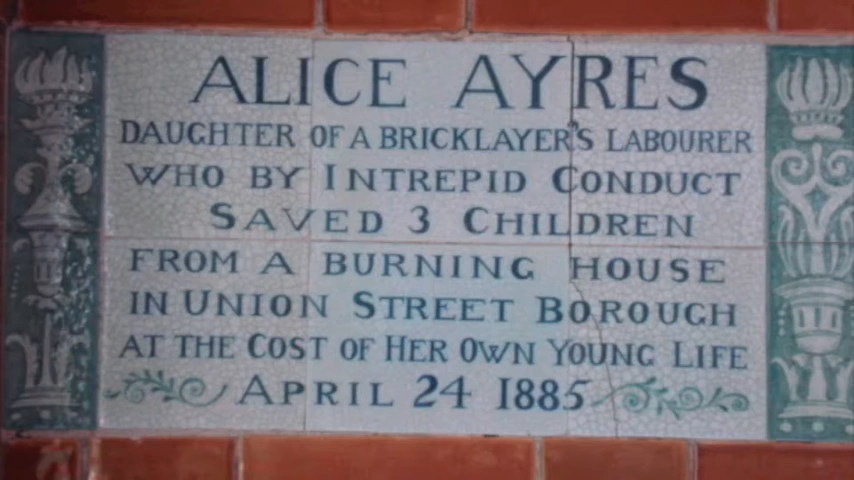 ALICE AYRES
DAUGHTER OF A BRICKLAYER'S LABOURER
WHO BY INTREPID CONDUCT
SAVED 3 CHILDREN
FROM A BURNING HOUSE
IN UNION STREET BOROUGH
AT THE COST OF HER OWN YOUNG LIFE
APRIL 24 1885